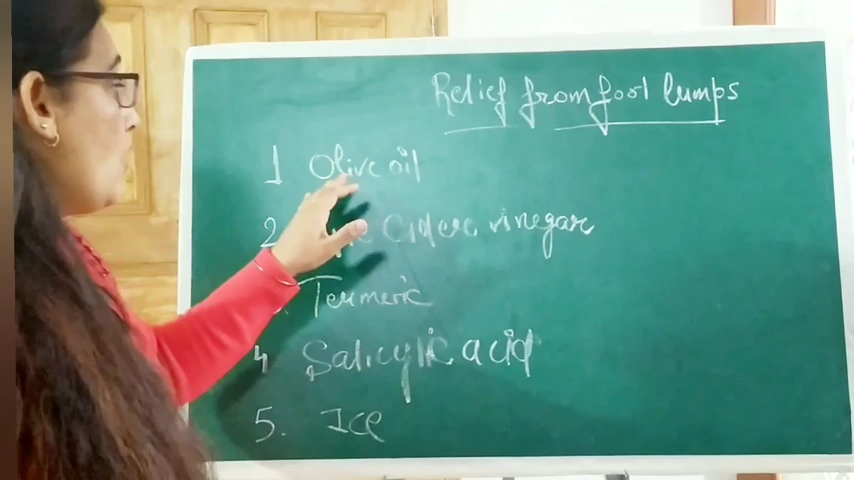 Relief from foot lumps
1 Olive oil
2 Cider vinegar
Termeric
4 Salicylic acid
5. Ice